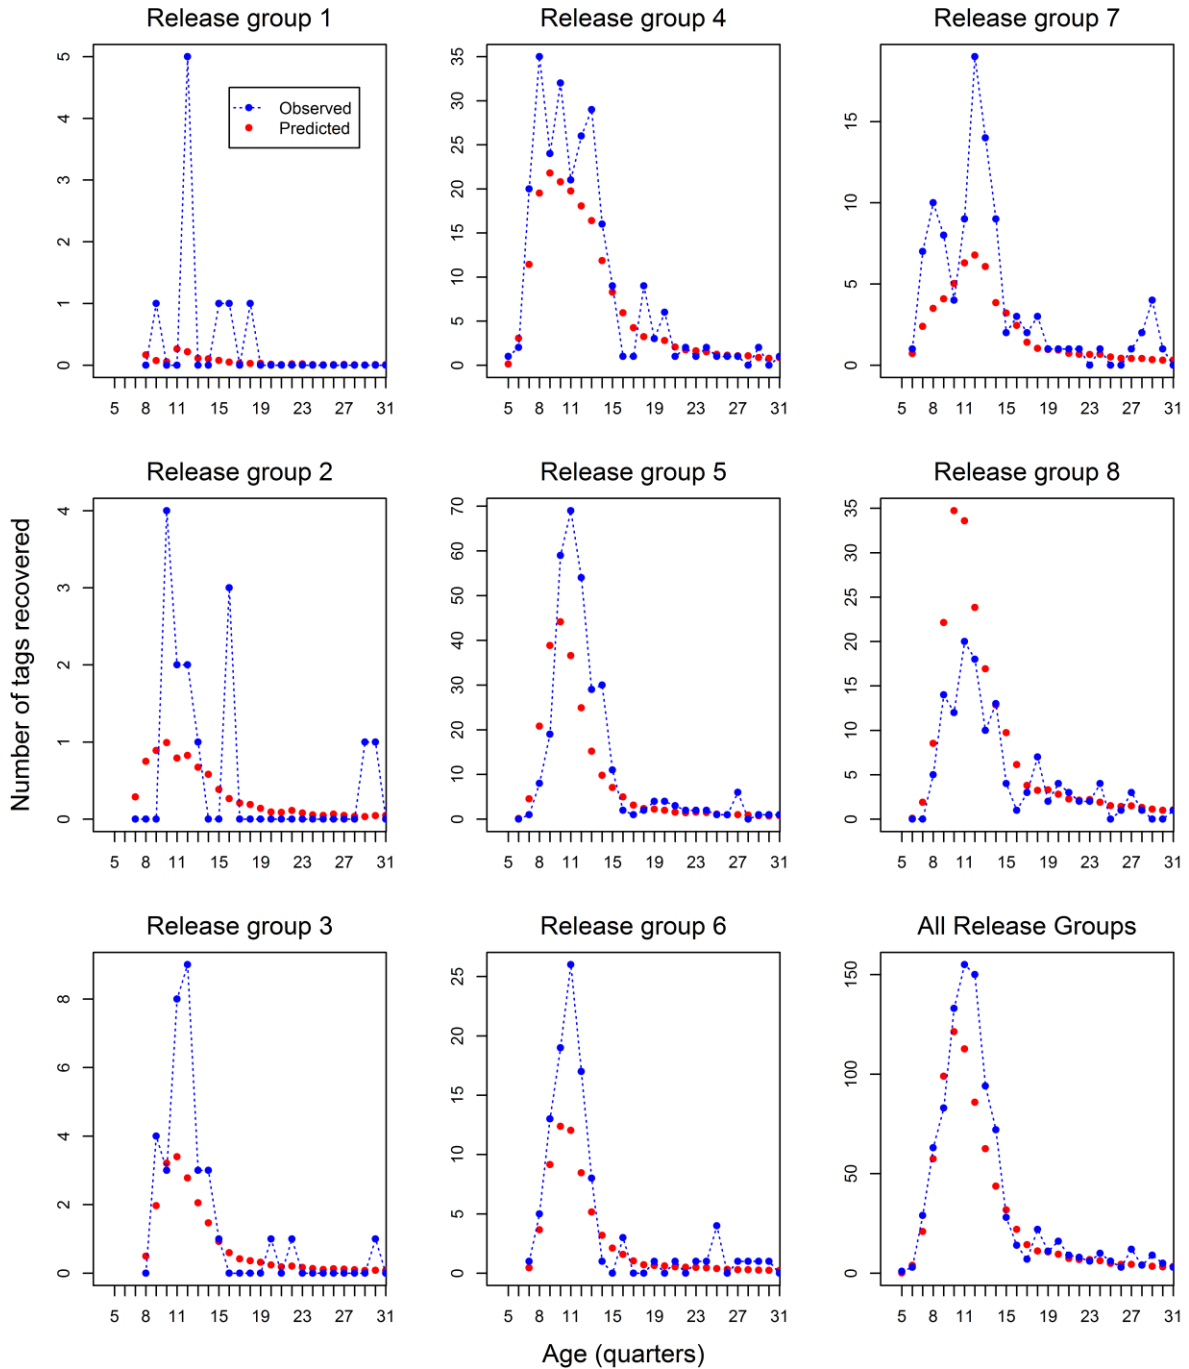 Release group 1
5
4
3
2
1
0
Observed
Predicted
5 8 11 15 19 23 27 31
Release group 4
35
30
25
20
15
10
5
0
5 8 11 15 19 23 27 31
Release group 7
15
10
5
0
5 8 11 15 19 23 27 31
Release group 2
4
3
2
1
0
5 8 11 15 19 23 27 31
Release group 5
70
60
50
40
30
20
10
0
5 8 11 15 19 23 27 31
Release group 8
35
30
25
20
15
10
5
0
5 8 11 15 19 23 27 31
Number of tags recovered
Release group 3
8
6
4
2
0
5 8 11 15 19 23 27 31
Release group 6
25
20
15
10
5
0
5 8 11 15 19 23 27 31
All Release Groups
150
100
50
0
5 8 11 15 19 23 27 31
Age (quarters)